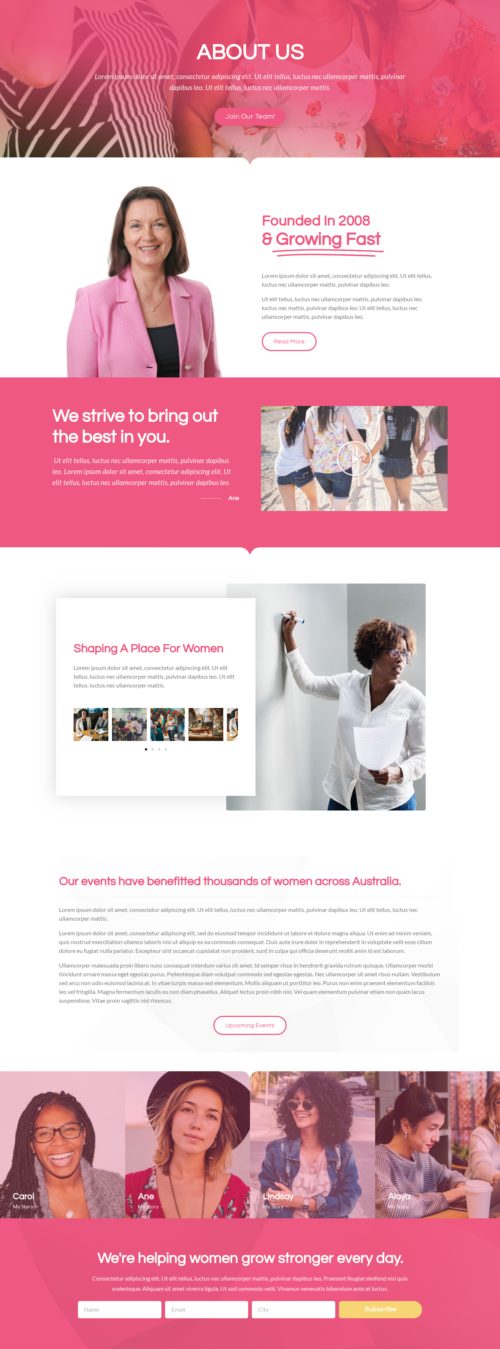 ABOUT US
Lorem ipsum dolor sit amet, consectetur adipiscing elit. Ut elit tellus, luctus nec ullamcorper mattis, pulvinar
dapibus leo. Ut elit tellus, luctus nec ullamcorper mattis, pulvinar dapibus leo.
Join Our Team!
Founded In 2008
& Growing Fast
Lorem ipsum dolor sit amet, consectetur adipiscing elit. Ut elit tellus,
luctus nec ullamcorper mattis, pulvinar dapibus leo.
Ut elit tellus, luctus nec ullamcorper mattis, pulvinar dapibus leo,
luctus nec ullamcorper mattis, pulvinar dapibus leo. Ut elit tellus, luctus nec
ullamcorper mattis, pulvinar dapibus leo.
Read More
We strive to bring out
the best in you.
Ut elit tellus, luctus nec ullamcorper mattis, pulvinar dapibus
leo. Lorem ipsum dolor sit amet, consectetur adipiscing elit. Ut
elit tellus, luctus nec ullamcorper mattis, pulvinar dapibus leo.
Ane
Shaping A Place For Women
Lorem ipsum dolor sit amet, consectetur adipiscing elit. Ut elit
tellus, luctus nec ullamcorper mattis, pulvinar dapibus leo. Ut elit
tellus, luctus nec ullamcorper mattis.
Our events have benefitted thousands of women across Australia.
Lorem ipsum dolor sit amet, consectetur adipiscing elit. Ut elit tellus, luctus nec ullamcorper mattis, pulvinar dapibus leo. Ut elit tellus, luctus nec
ullamcorper mattis.
Lorem ipsum dolor sit amet, consectetur adipiscing elit, sed do eiusmod tempor incididunt ut labore et dolore magna aliqua. Ut enim ad minim veniam,
quis nostrud exercitation ullamco laboris nisi ut aliquip ex ea commodo consequat. Duis aute irure dolor in reprehenderit in voluptate velit esse cillum
dolore eu fugiat nulla pariatur. Excepteur sint occaecat cupidatat non proident, sunt in culpa qui officia deserunt mollit anim id est laborum.
Ullamcorper malesuada proin libero nunc consequat interdum varius sit amet. Id semper risus in hendrerit gravida rutrum quisque. Ullamcorper morbi
tincidunt ornare massa eget egestas purus. Pellentesque diam volutpat commodo sed egestas egestas. Nec ullamcorper sit amet risus nullam. Vestibulum
sed arcu non odio euismod lacinia at. In vitae turpis massa sed elementum. Mollis aliquam ut porttitor leo. Purus non enim praesent elementum facilisis
leo vel fringilla. Magna fermentum iaculis eu non diam phasellus. Aliquet lectus proin nibh nisl. Vel quam elementum pulvinar etiam non quam lacus
suspendisse. Vitae proin sagittis nisl rhoncus.
Upcoming Events
Carol
My Story
Ane
My Story
Lindsay
My Story
Alaya
My Story
We're helping women grow stronger every day.
Consectetur adipiscing elit. Ut elit tellus, luctus nec ullamcorper mattis, pulvinar dapibus leo. Praesent feugiat eleifend nisi quis
scelerisque. Aliquam sit amet viverra ligula. Ut sed commodo velit. Vivamus venenatis bibendum ante at luctus.
Name
Email
City
Subscribe